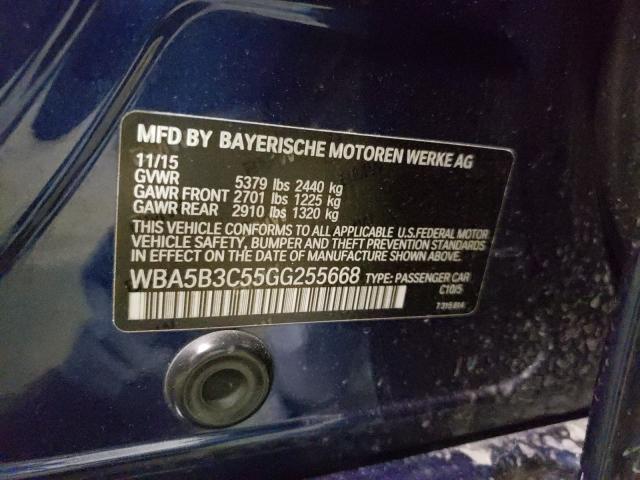 MFD BY BAYERISCHE MOTOREN WERKE AG
11/15
GVWR 5379 lbs 2440 kg
GAWR FRONT 2701 lbs 1225 kg
GAWR REAR 2910 lbs 1320 kg
THIS VEHICLE CONFORMS TO ALL APPLICABLE U.S.FEDERAL MOTOR
VEHICLE SAFETY, BUMPER AND THEFT PREVENTION STANDARDS
IN EFFECT ON THE DATE OF MANUFACTURE SHOWN ABOVE.
WBA5B3C55GG255668 TYPE: PASSENGER CAR
C10/5